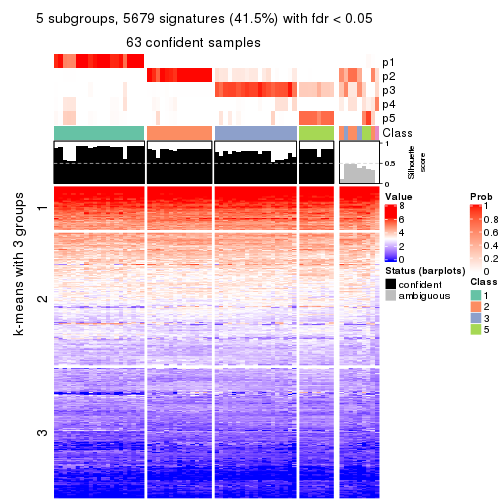 5 subgroups, 5679 signatures (41.5%) with fdr < 0.05
63 confident samples
p1
p2
p3
p4
p5
Class
1
0.5
0
Silhouette
score
k-means with 3 groups
1
2
3
Value
8
6
4
2
0
Status (barplots)
confident
ambiguous
Prob
1
0.8
0.6
0.4
0.2
0
Class
1
2
3
5